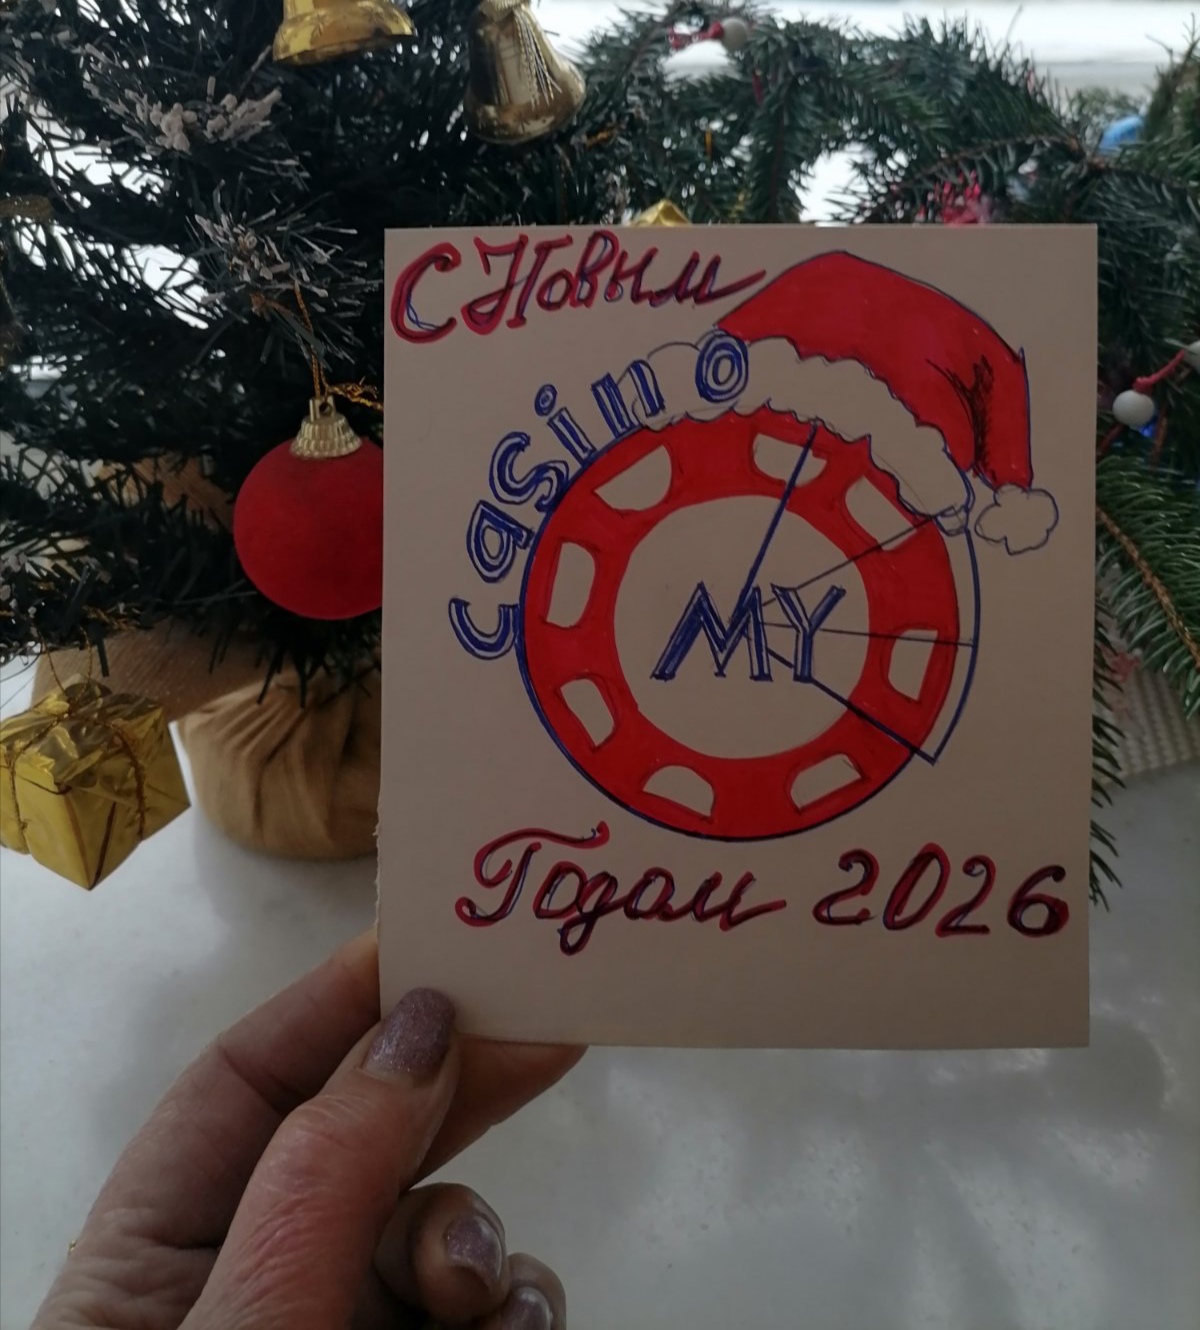 С Новым
casino
MY
Годом 2026